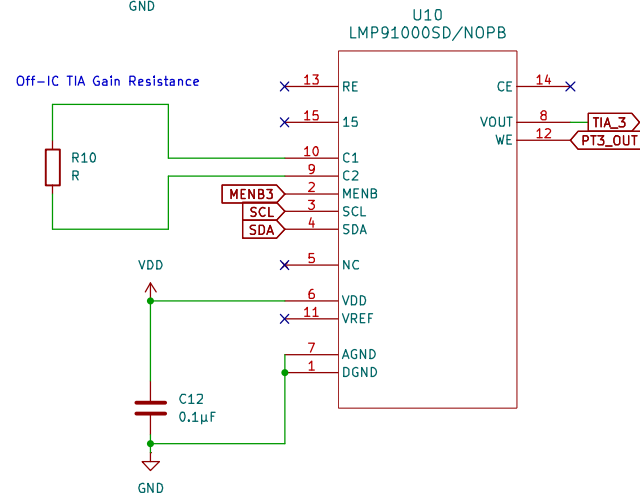 GND
U10
LMP91000SD/NOPB
Off-IC TIA Gain Resistance
13 RE
CE 14
15 15
VOUT 8 TIA_3
WE 12 PT3_OUT
10 C1
R10
R
9 C2
MENB3 2 MENB
SCL 3 SCL
SDA 4 SDA
VDD
5 NC
6 VDD
11 VREF
7 AGND
1 DGND
C12
0.1µF
GND